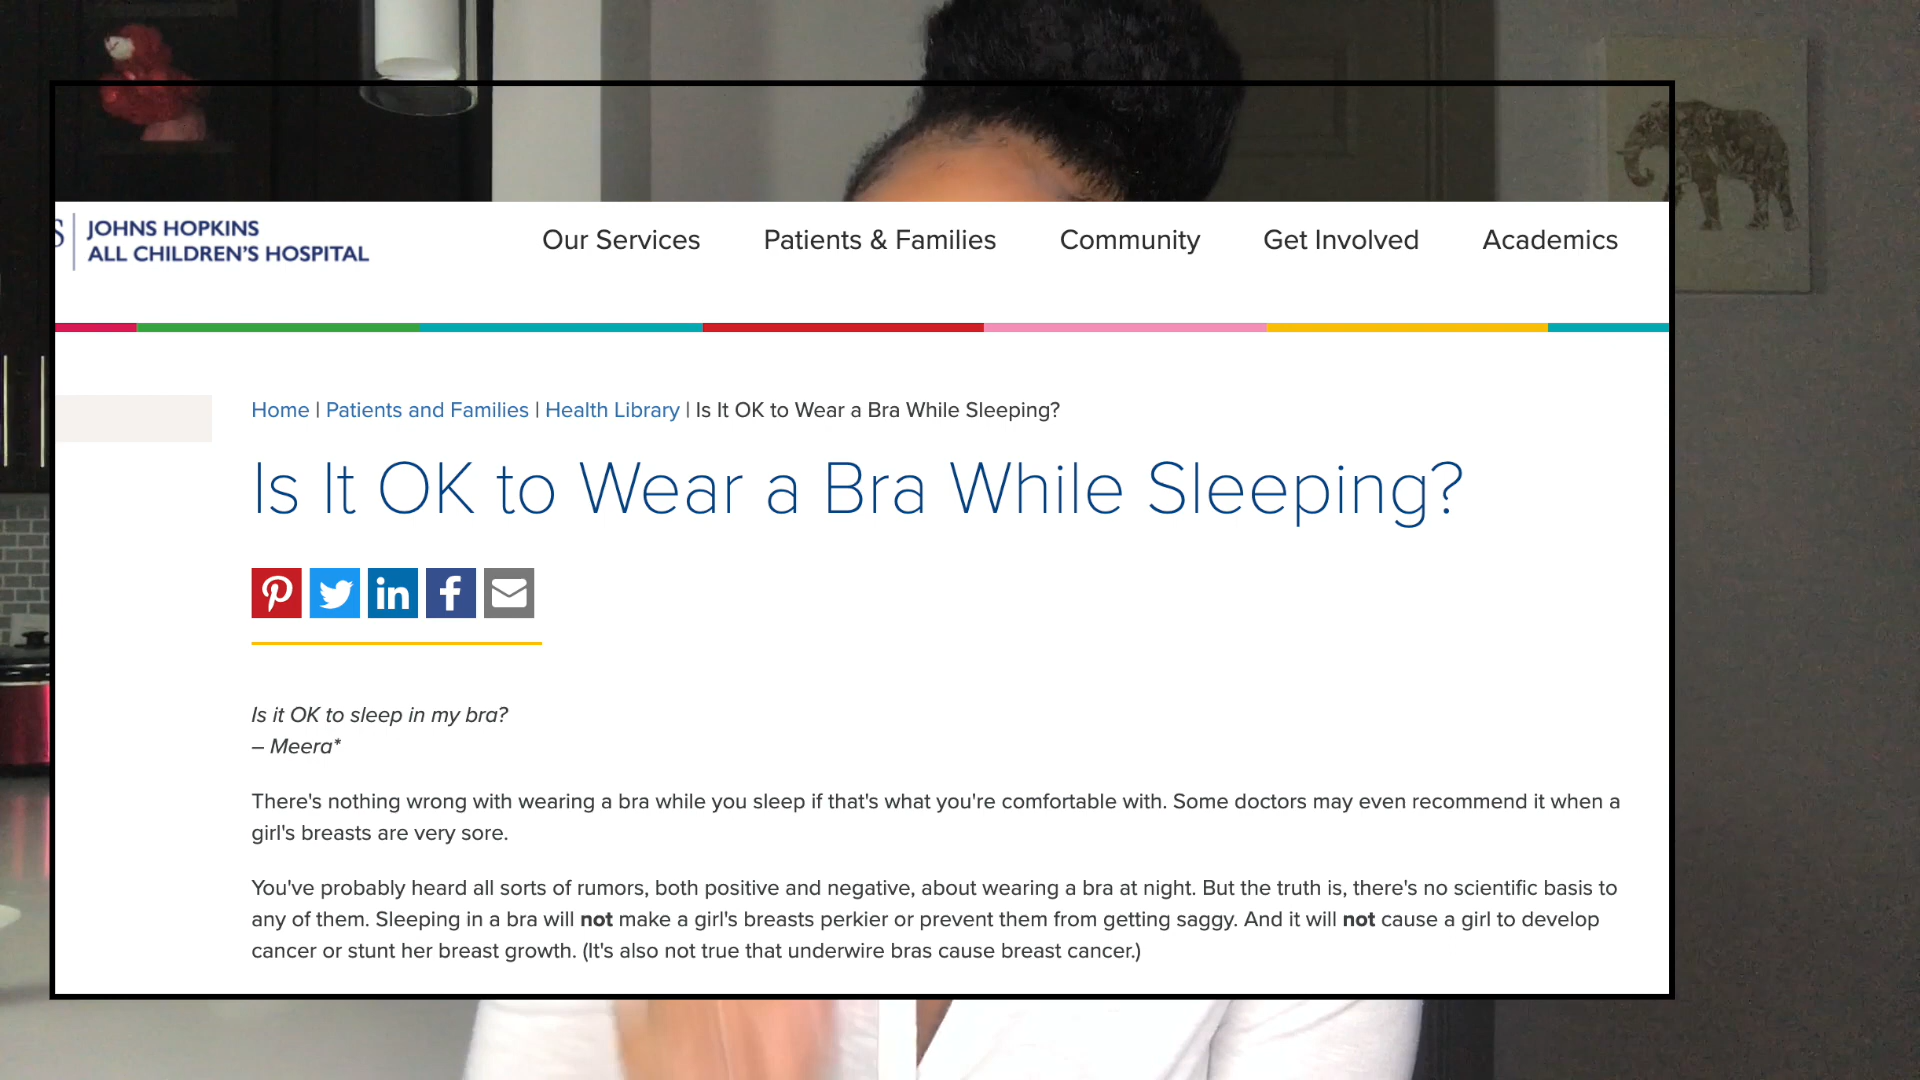 JOHNS HOPKINS
ALL CHILDREN'S HOSPITAL
Our Services
Patients & Families
Community
Get Involved
Academics
Home | Patients and Families | Health Library | Is It OK to Wear a Bra While Sleeping?
Is It OK to Wear a Bra While Sleeping?
Is it OK to sleep in my bra?
– Meera*
There's nothing wrong with wearing a bra while you sleep if that's what you're comfortable with. Some doctors may even recommend it when a
girl's breasts are very sore.
You've probably heard all sorts of rumors, both positive and negative, about wearing a bra at night. But the truth is, there's no scientific basis to
any of them. Sleeping in a bra will not make a girl's breasts perkier or prevent them from getting saggy. And it will not cause a girl to develop
cancer or stunt her breast growth. (It's also not true that underwire bras cause breast cancer.)